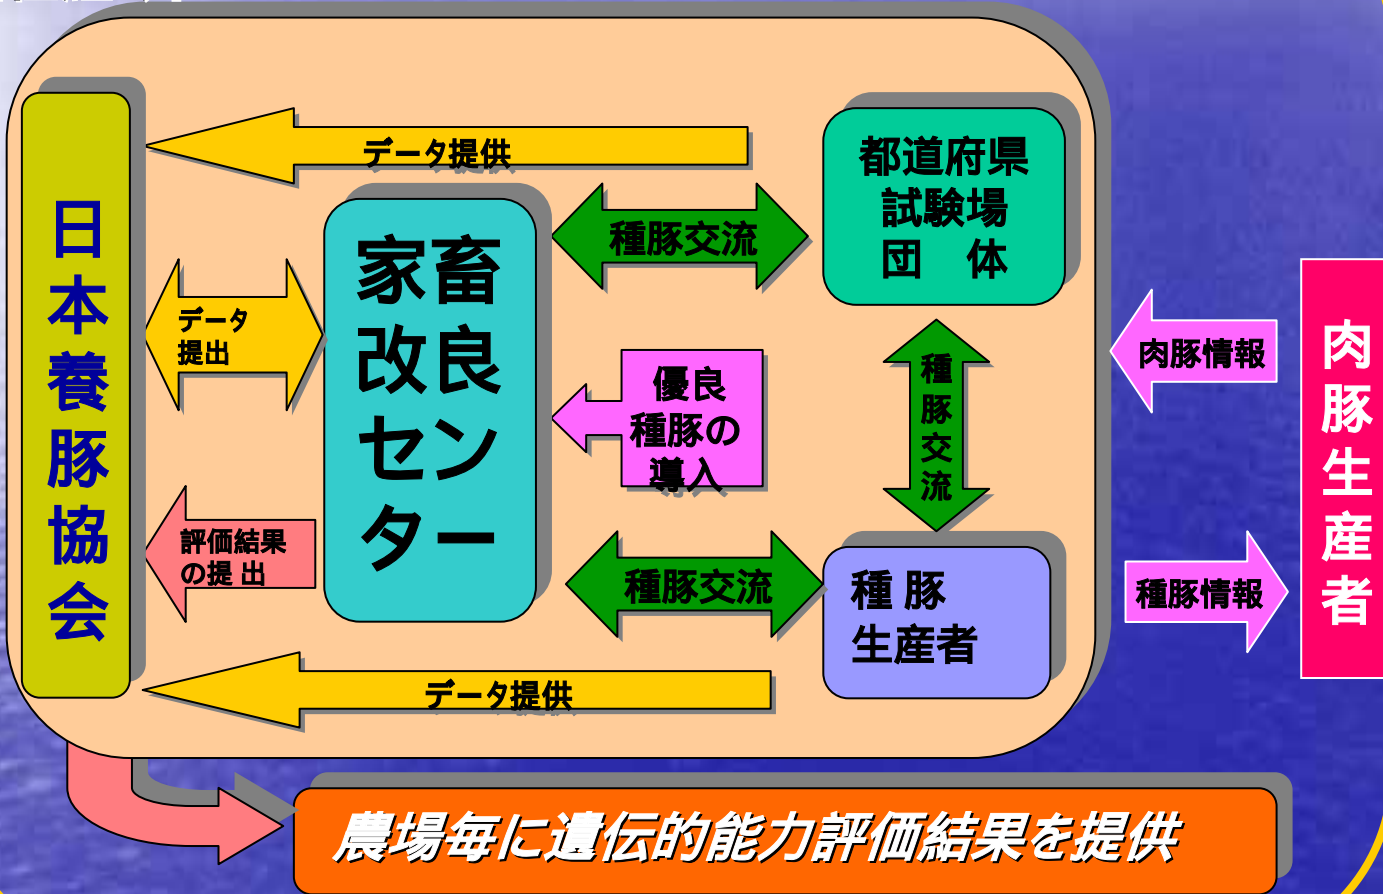 日本養豚協会
データ提供
都道府県
試験場
団　体
種豚交流
家畜
改良
セン
ター
データ
提出
優良
種豚の
導入
種豚交流
肉豚情報
肉豚生産者
評価結果
の提 出
種豚交流
種 豚
生産者
種豚情報
データ提供
農場毎に遺伝的能力評価結果を提供